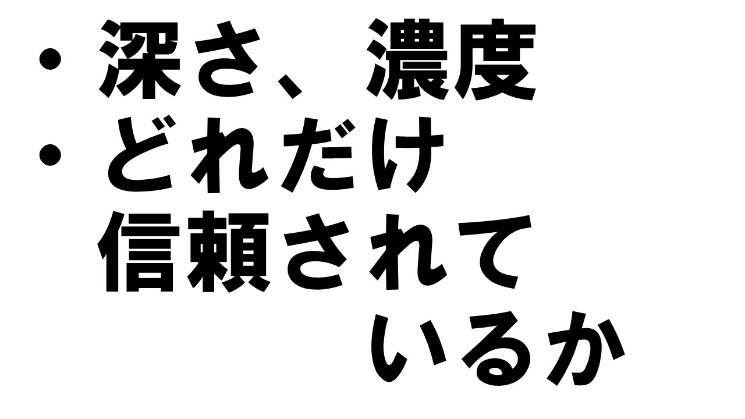 ・深さ、濃度
・どれだけ
信頼されて
いるか